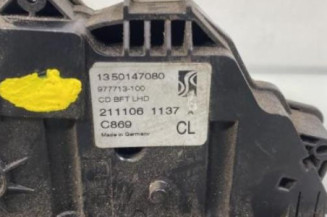 13 50147080
977713-100
CD BFT LHD
211106 1137 A
C869 CL
Made in Germany